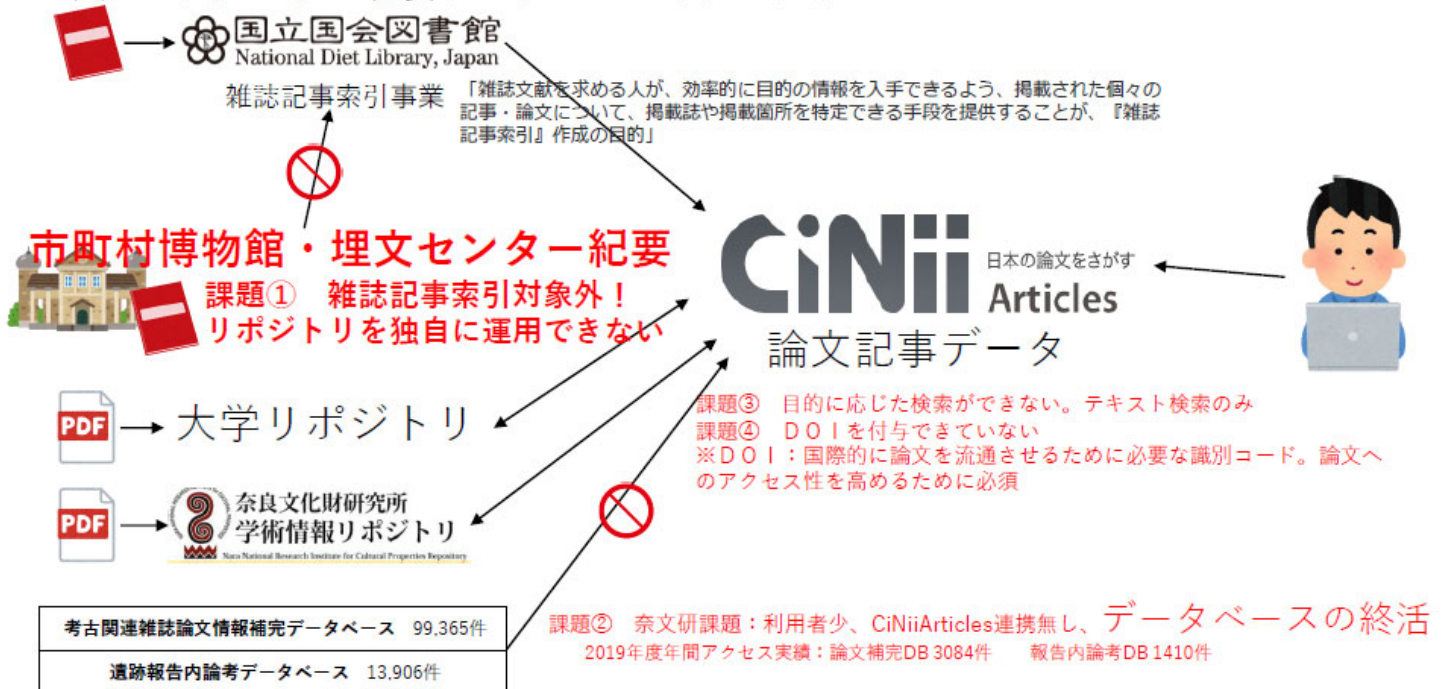 国立国会図書館
National Diet Library, Japan
雑誌記事索引事業
「雑誌文献を求める人が、効率的に目的の情報を入手できるよう、掲載された個々の
記事・論文について、掲載誌や掲載箇所を特定できる手段を提供することが、『雑誌
記事索引』作成の目的」
市町村博物館・埋文センター紀要
課題① 雑誌記事索引対象外！
リポジトリを独自に運用できない
CiNii
日本の論文をさがす
Articles
論文記事データ
PDF
大学リポジトリ
課題③ 目的に応じた検索ができない。テキスト検索のみ
課題④ ＤＯＩを付与できていない
※ＤＯＩ：国際的に論文を流通させるために必要な識別コード。論文へ
のアクセス性を高めるために必須
PDF
奈良文化財研究所
学術情報リポジトリ
Nara National Research Institute for Cultural Properties Repository
考古関連雑誌論文情報補完データベース 99,365件
遺跡報告内論考データベース 13,906件
課題② 奈文研課題：利用者少、CiNiiArticles連携無し、データベースの終活
2019年度年間アクセス実績：論文補完DB 3084件 報告内論考DB 1410件